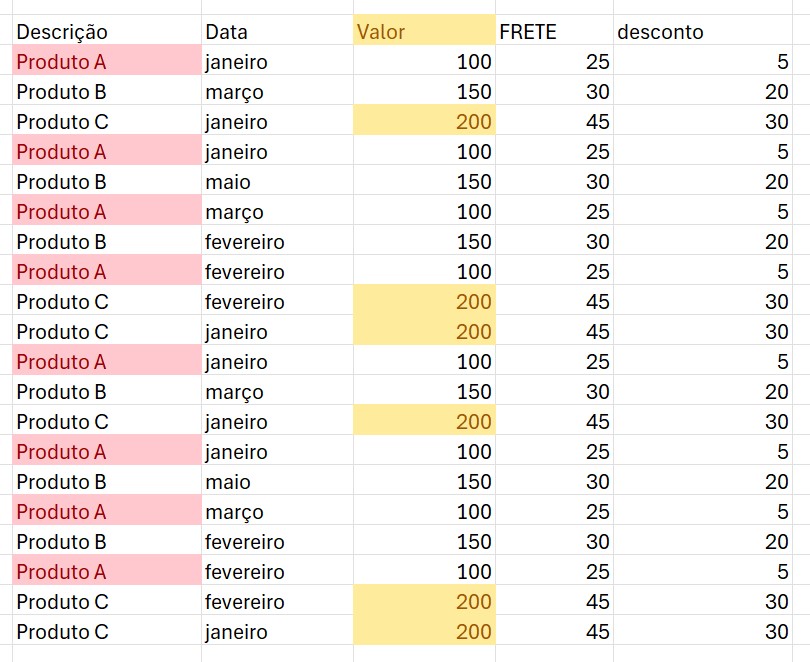 Descrição Data Valor FRETE desconto
Produto A janeiro 100 25 5
Produto B março 150 30 20
Produto C janeiro 200 45 30
Produto A janeiro 100 25 5
Produto B maio 150 30 20
Produto A março 100 25 5
Produto B fevereiro 150 30 20
Produto A fevereiro 100 25 5
Produto C fevereiro 200 45 30
Produto C janeiro 200 45 30
Produto A janeiro 100 25 5
Produto B março 150 30 20
Produto C janeiro 200 45 30
Produto A janeiro 100 25 5
Produto B maio 150 30 20
Produto A março 100 25 5
Produto B fevereiro 150 30 20
Produto A fevereiro 100 25 5
Produto C fevereiro 200 45 30
Produto C janeiro 200 45 30